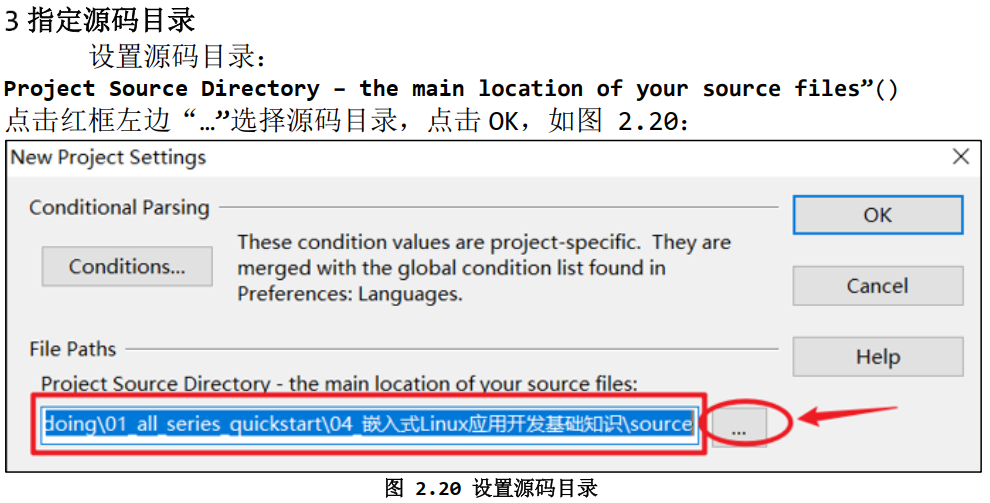 3 指定源码目录
设置源码目录：
Project Source Directory – the main location of your source files”()
点击红框左边“…”选择源码目录，点击 OK，如图 2.20：
New Project Settings
Conditional Parsing
OK
Conditions...
These condition values are project-specific. They are
merged with the global condition list found in
Preferences: Languages.
Cancel
File Paths
Help
Project Source Directory - the main location of your source files:
doing\01_all_series_quickstart\04_嵌入式Linux应用开发基础知识\source
...
图 2.20 设置源码目录